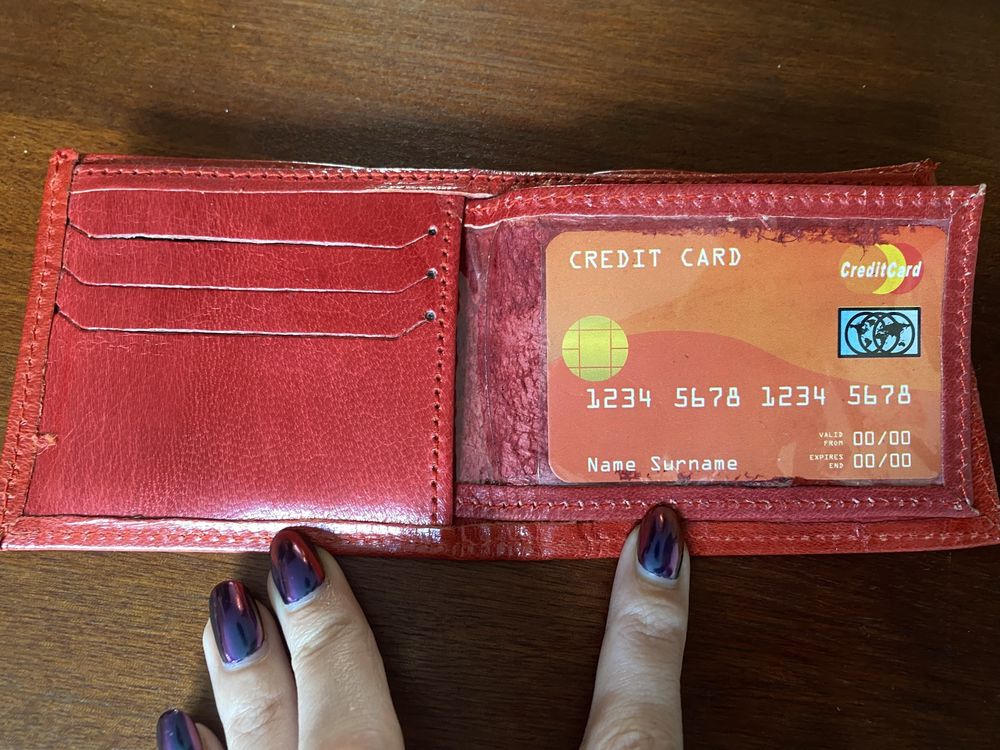 CREDIT CARD
CreditCard
1234 5678 1234 5678
VALID FROM 00/00
EXPIRES END 00/00
Name Surname